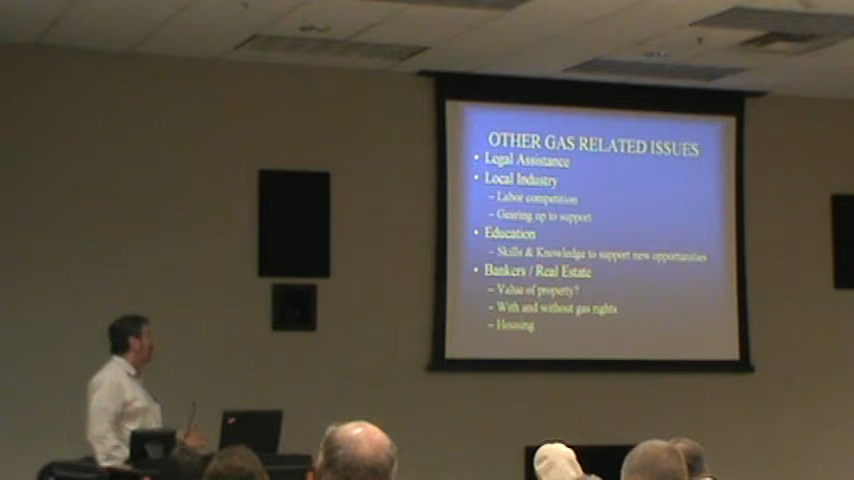 OTHER GAS RELATED ISSUES
• Legal Assistance
• Local Industry
– Labor competition
– Gearing up to support
• Education
– Skills & Knowledge to support new opportunities
• Bankers / Real Estate
– Value of property?
– With and without gas rights
– Housing